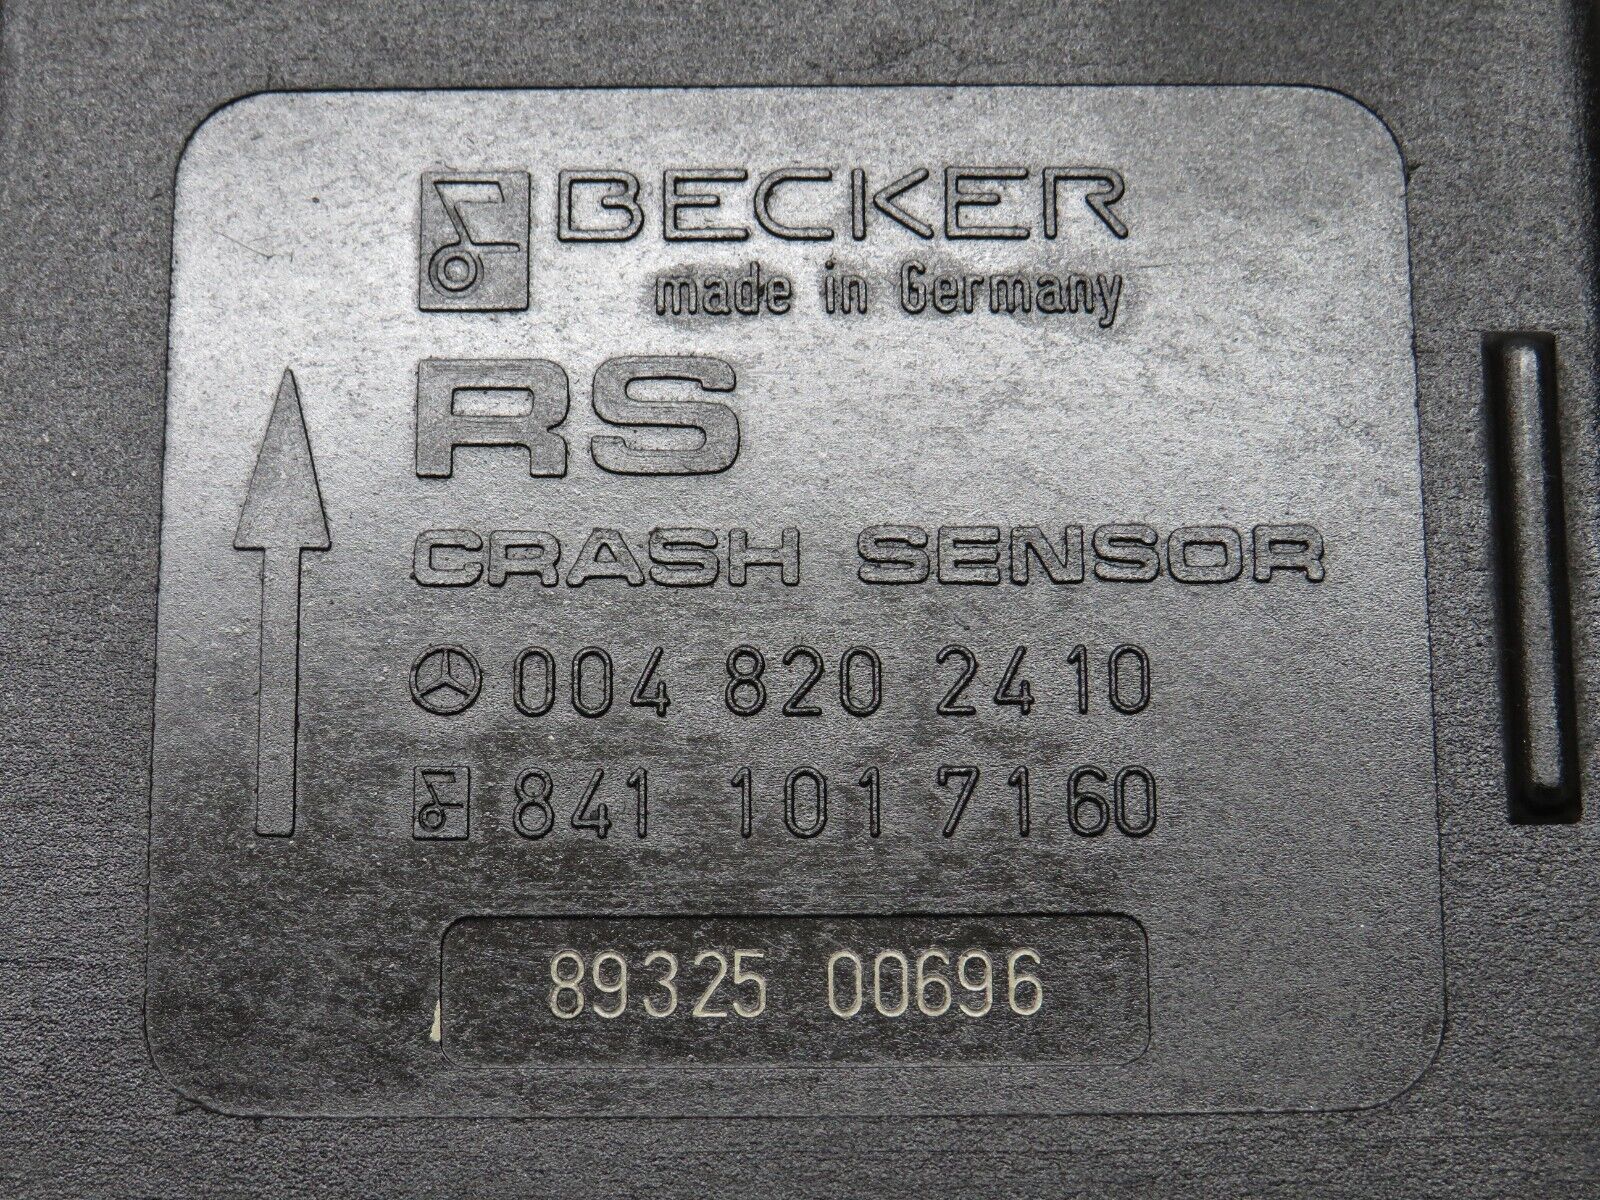 BECKER
made in Germany
RS
CRASH SENSOR
004 820 2410
841 101 7160
89325 00696